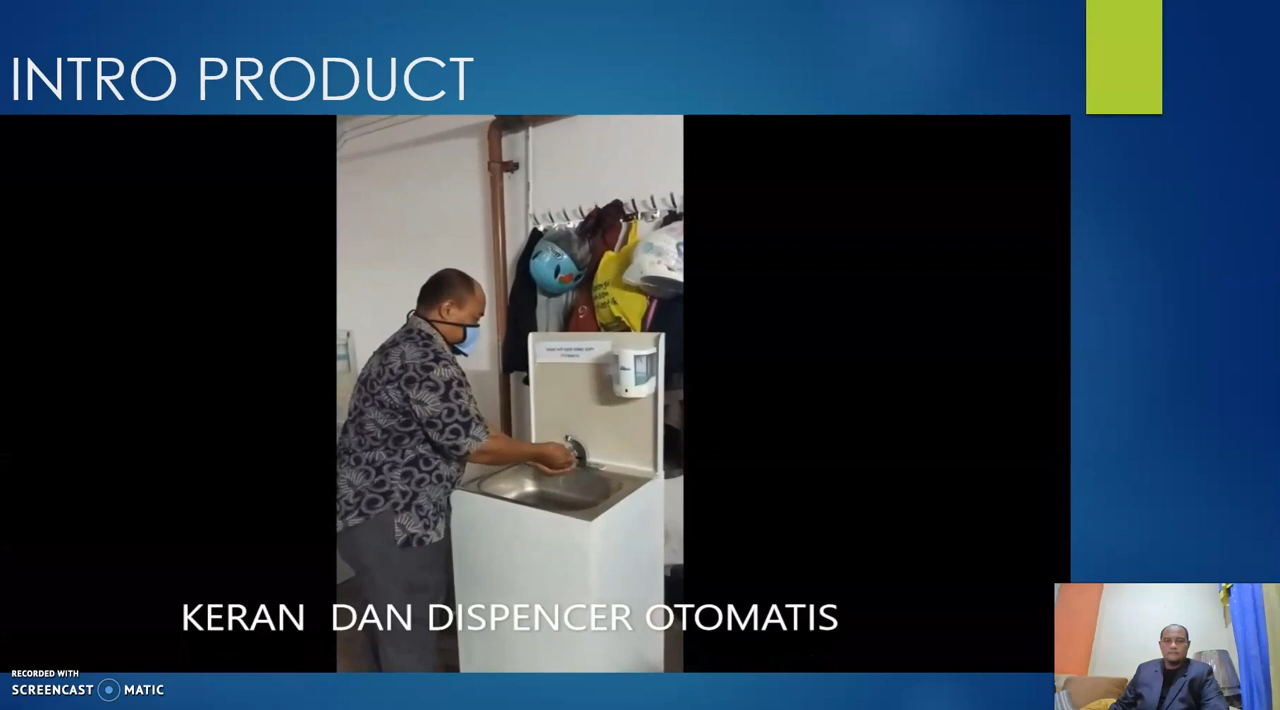 INTRO PRODUCT
KERAN DAN DISPENCER OTOMATIS
RECORDED WITH
SCREENCAST MATIC